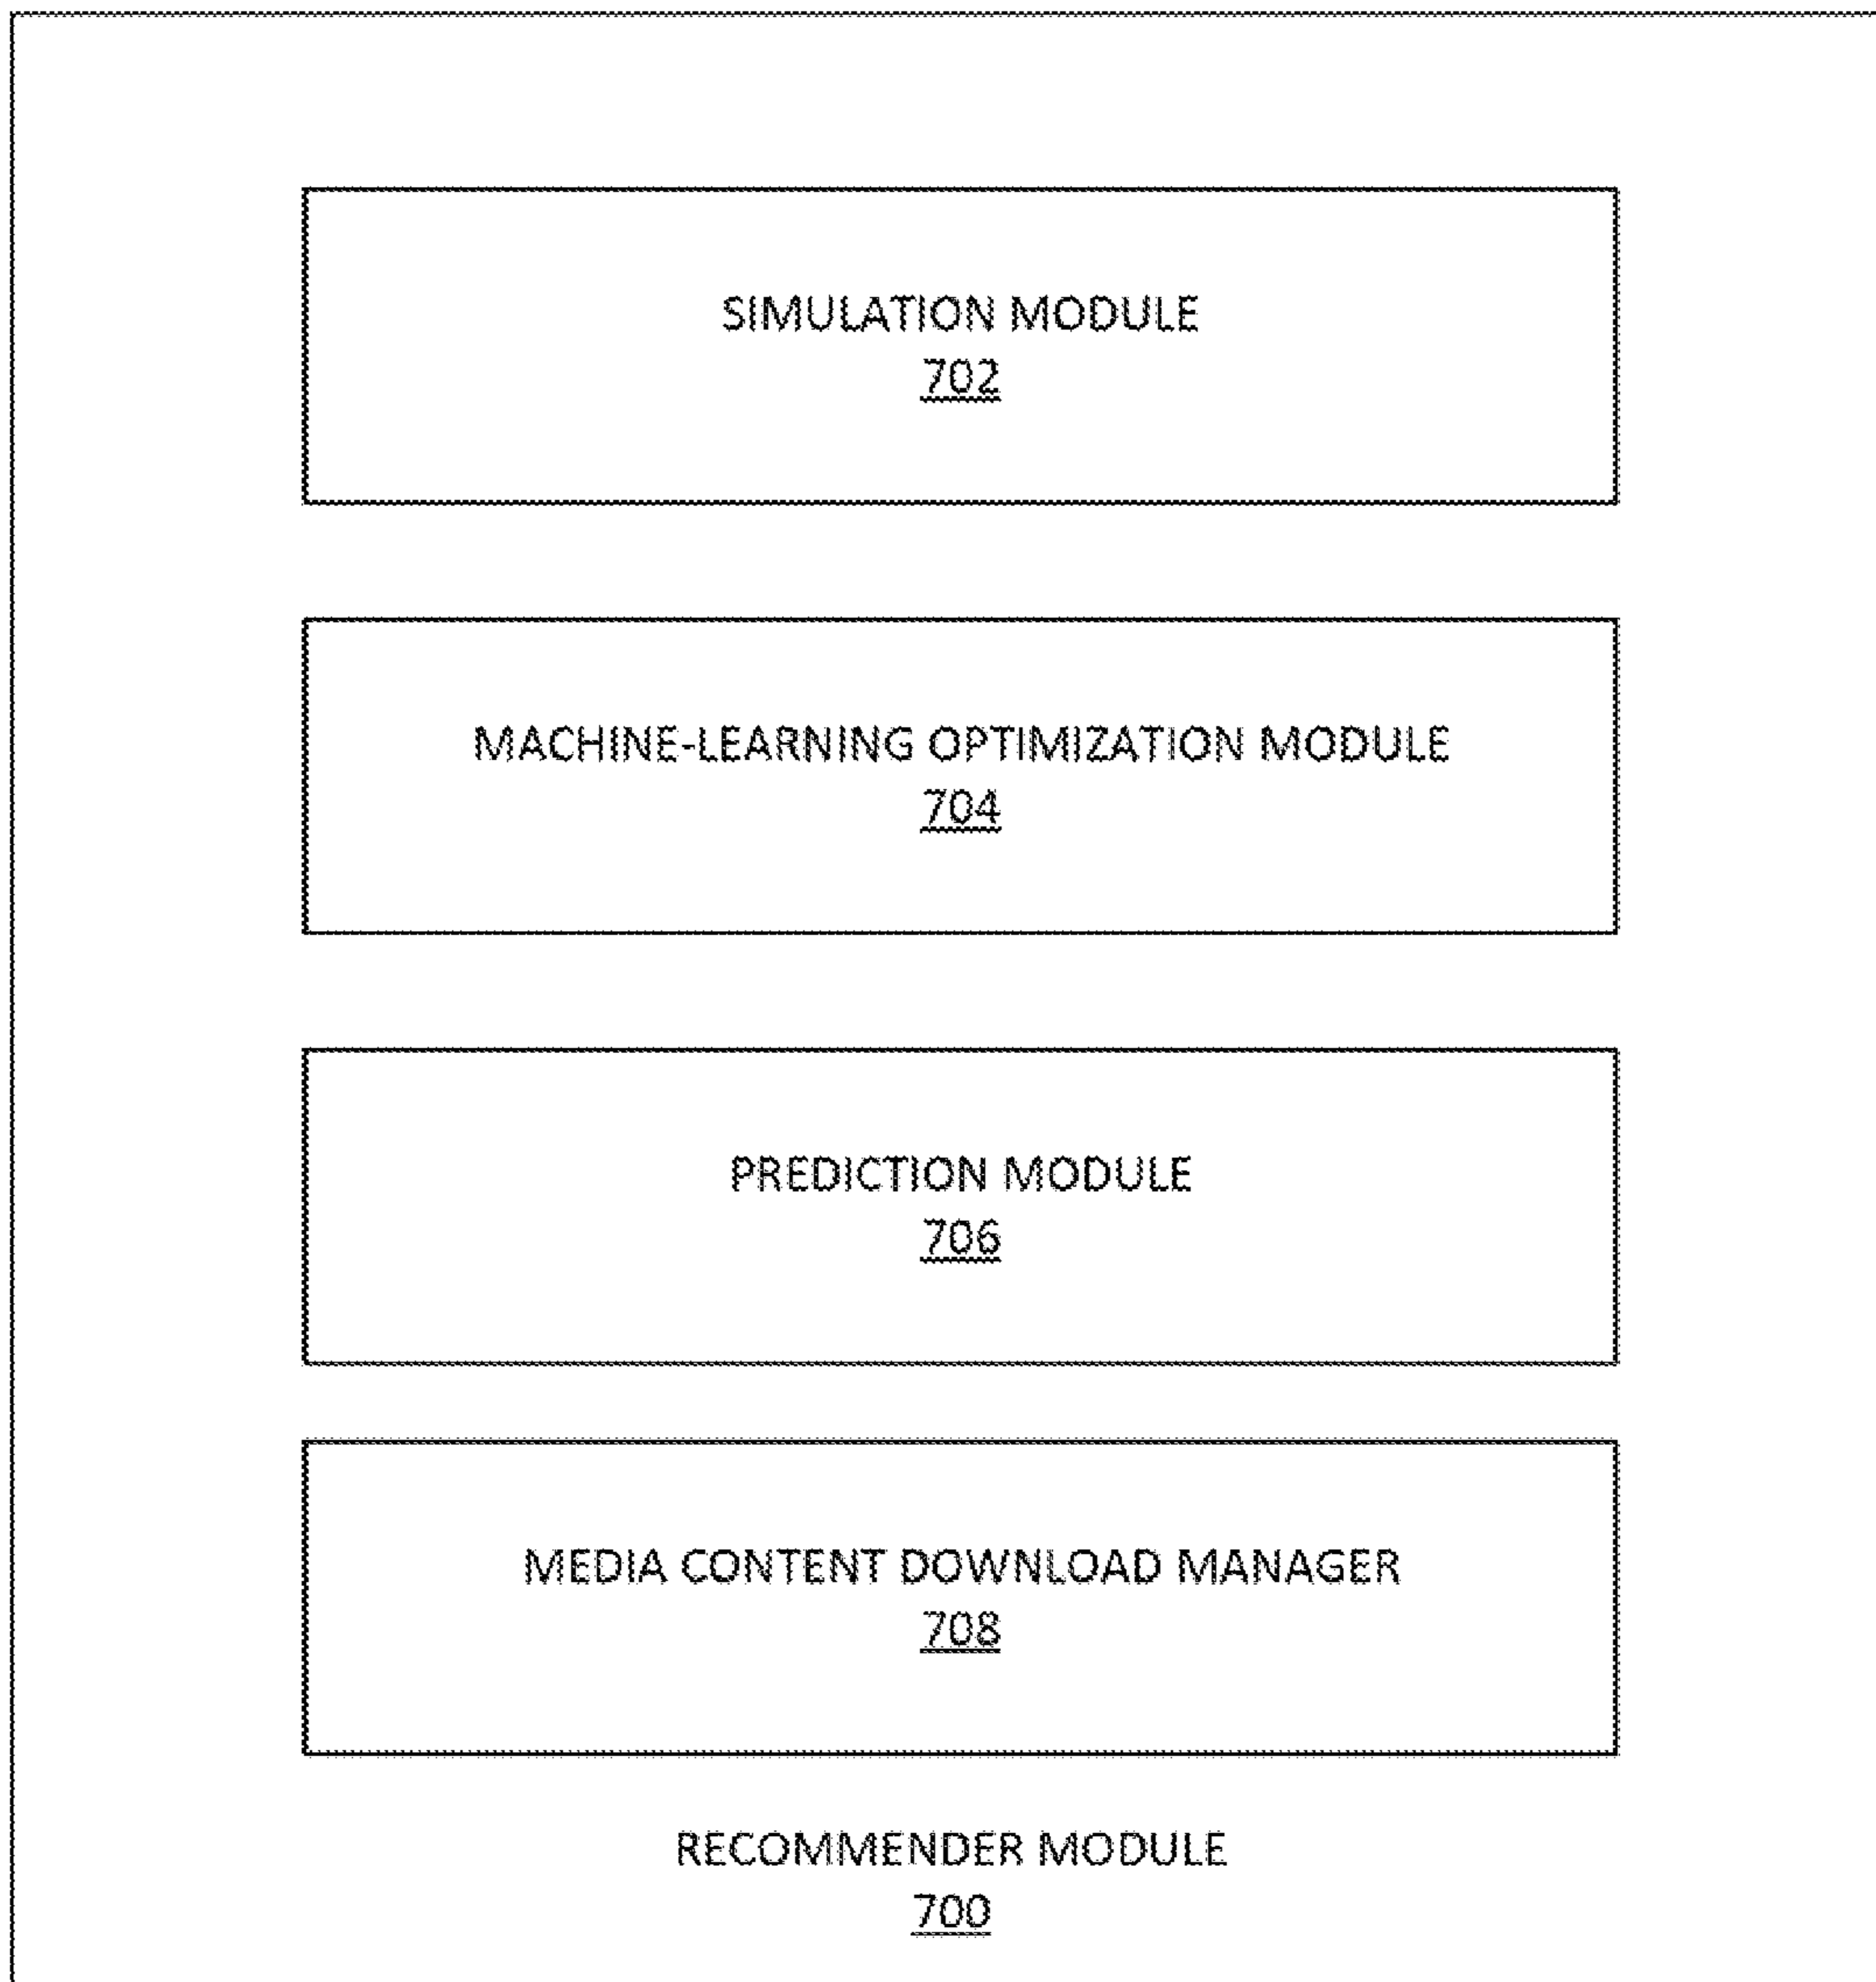 SIMULATION MODULE
702
MACHINE-LEARNING OPTIMIZATION MODULE
704
PREDICTION MODULE
706
MEDIA CONTENT DOWNLOAD MANAGER
708
RECOMMENDER MODULE
700